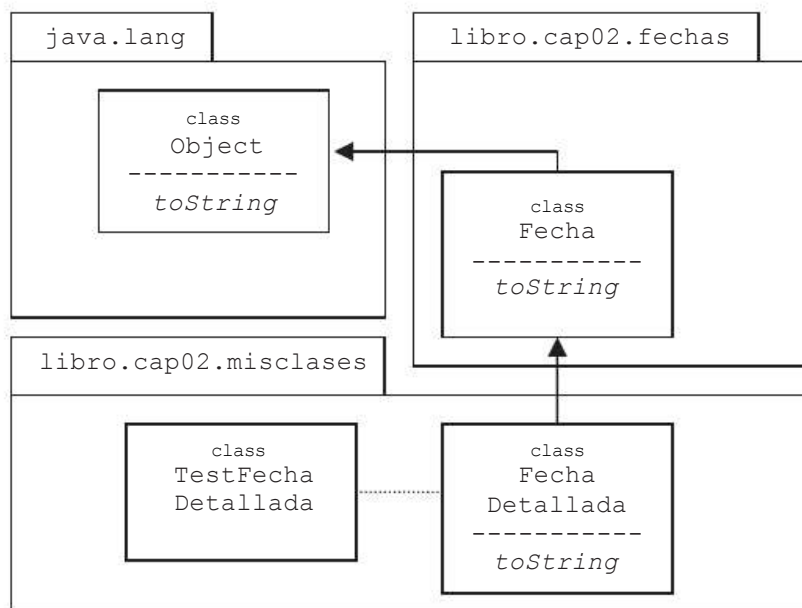 java.lang
class
Object
-----------
toString
libro.cap02.fechas
class
Fecha
-----------
toString
libro.cap02.misclases
class
TestFecha
Detallada
class
Fecha
Detallada
-----------
toString